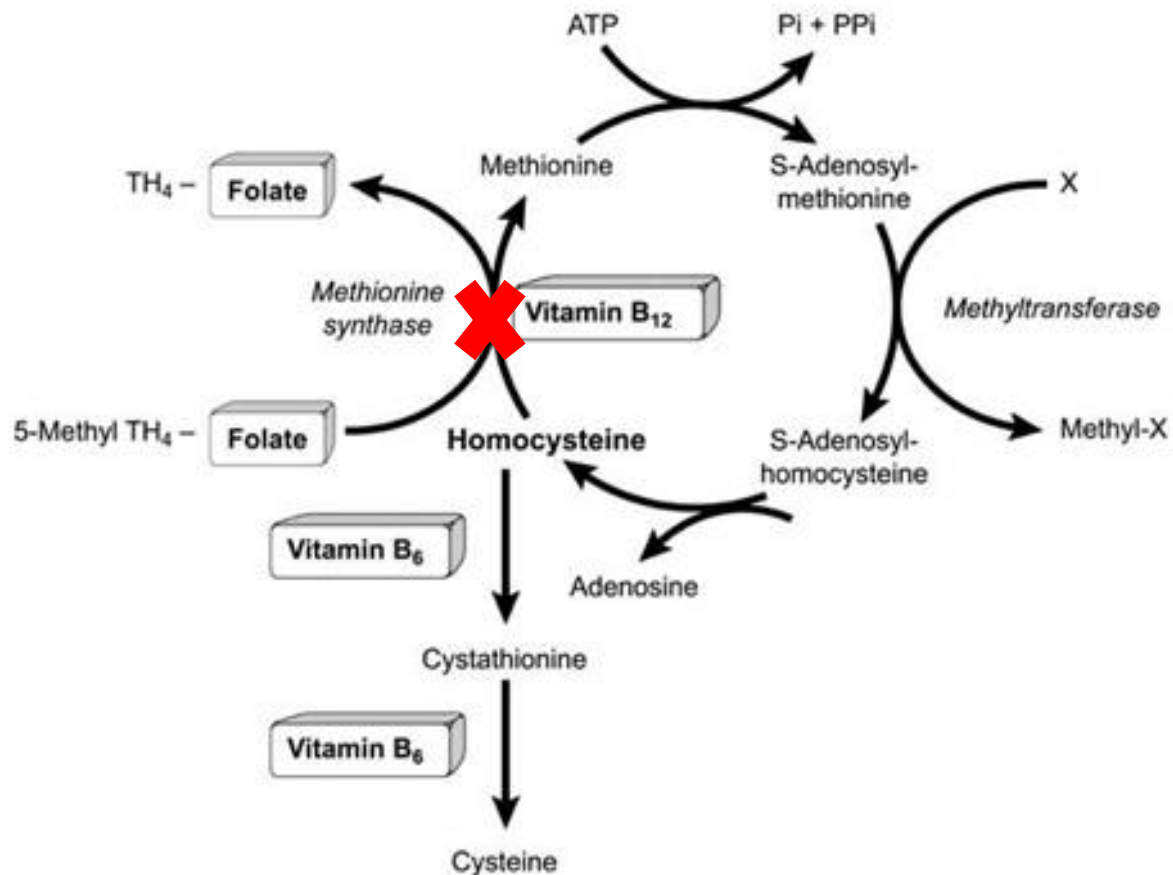 ATP
Pi + PPi
TH₄ – Folate
Methionine
S-Adenosyl-
methionine
X
Methionine
synthase
Vitamin B₁₂
Methyltransferase
5-Methyl TH₄ – Folate
Homocysteine
S-Adenosyl-
homocysteine
Methyl-X
Vitamin B₆
Adenosine
Cystathionine
Vitamin B₆
Cysteine